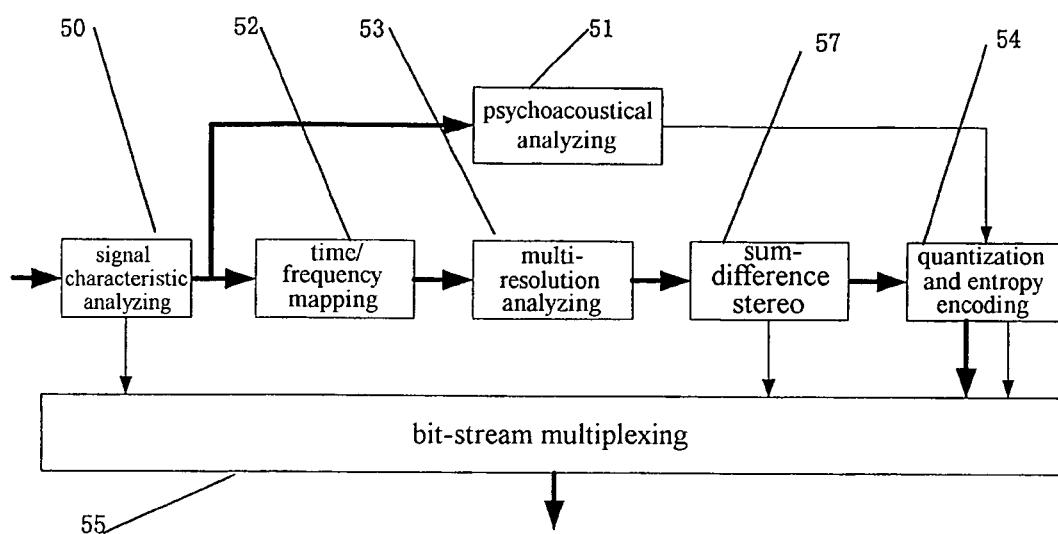 50
52
53
51
57
54
psychoacoustical
analyzing
signal
characteristic
analyzing
time/
frequency
mapping
multi-
resolution
analyzing
sum-
difference
stereo
quantization
and entropy
encoding
bit-stream multiplexing
55